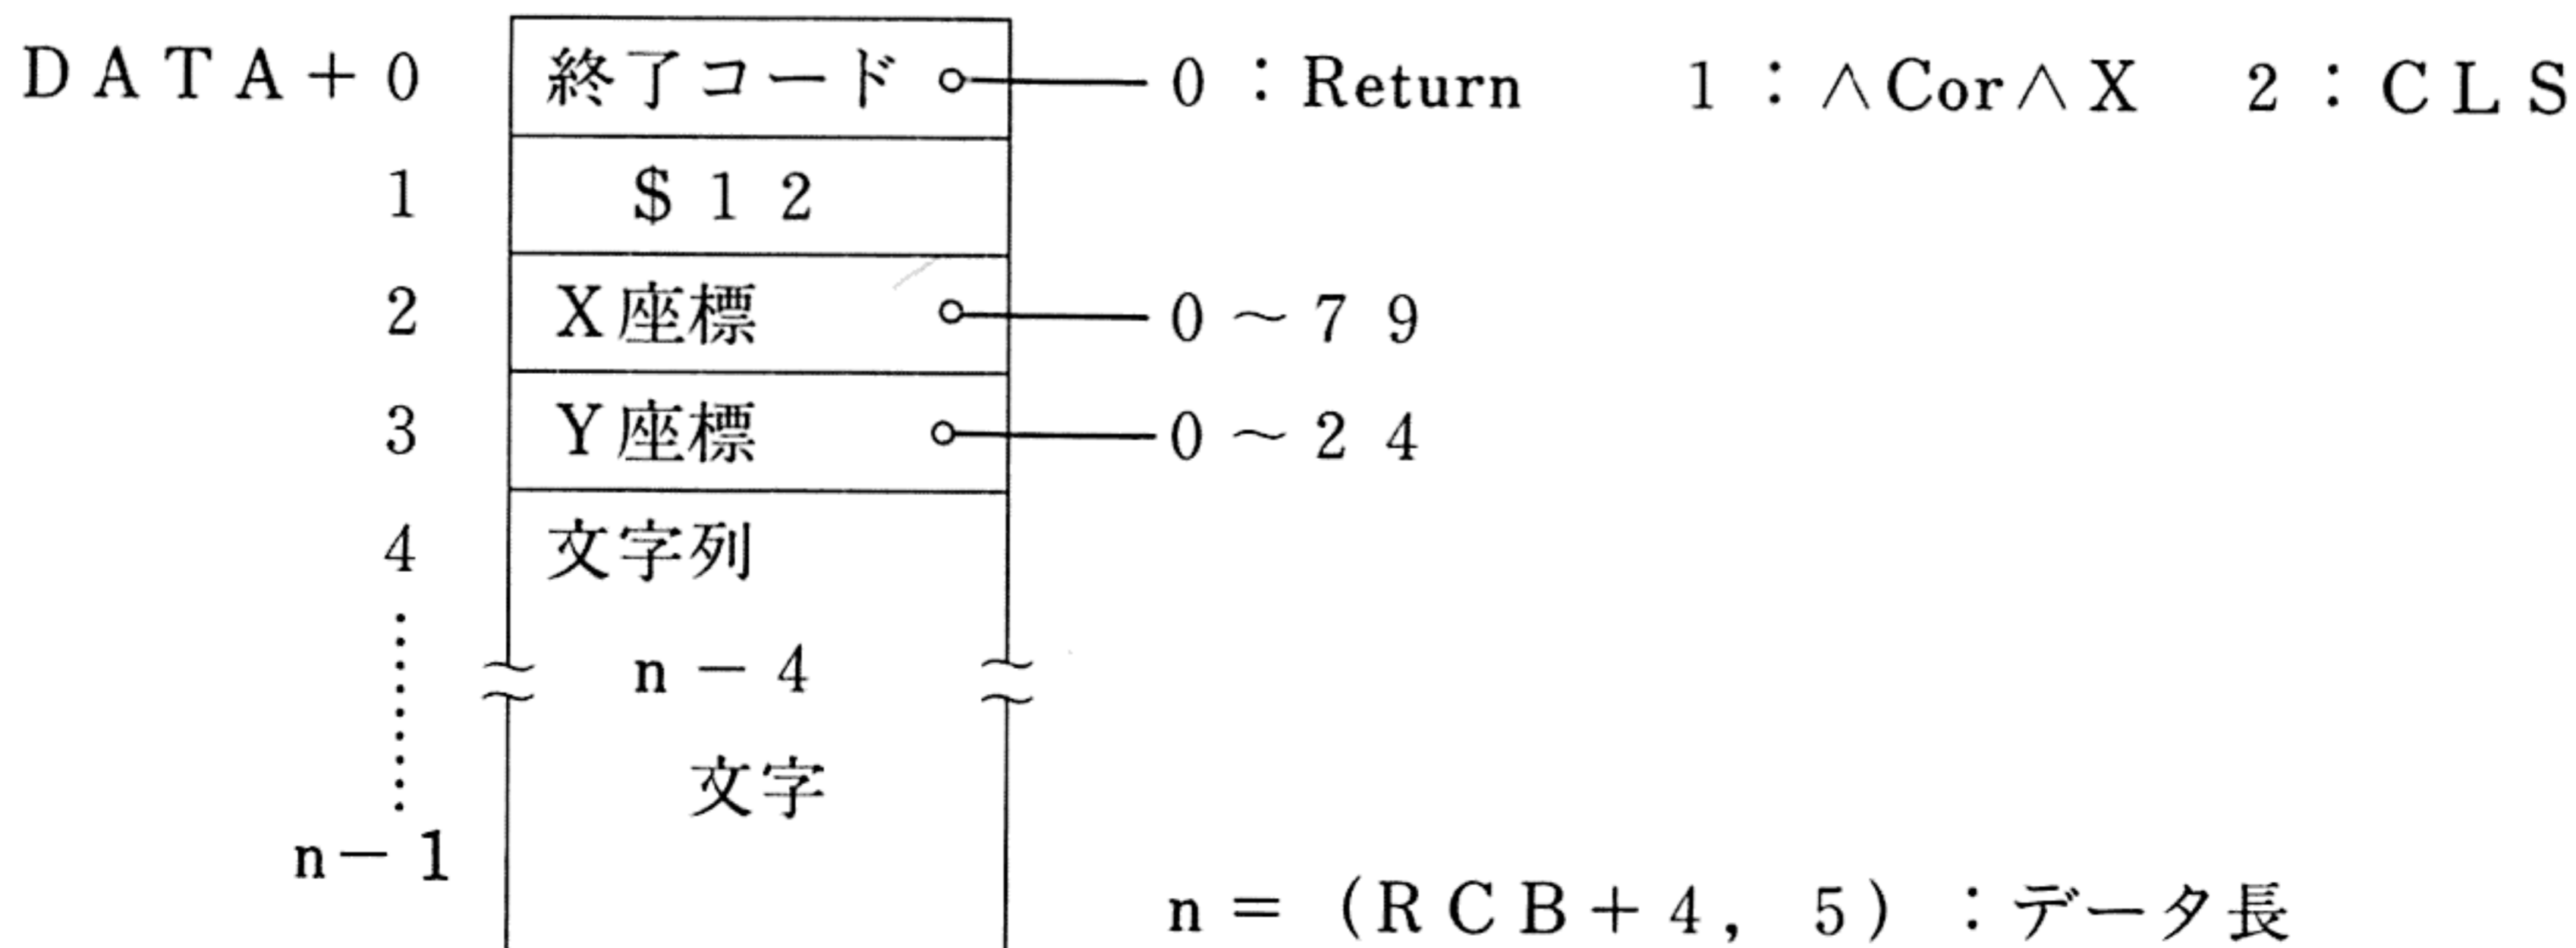 DATA+0 終了コード 0：Return 1：∧Cor∧X 2：CLS
1 $12
2 X座標 0～79
3 Y座標 0～24
4 文字列
n－4
文字
n－1
n＝(RCB+4, 5)：データ長